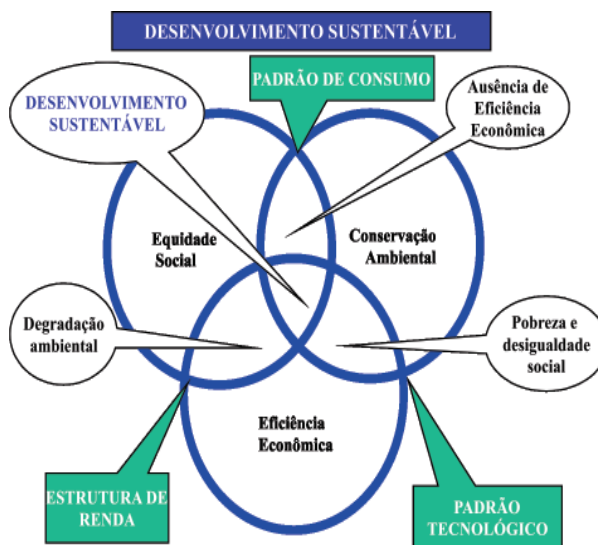 DESENVOLVIMENTO SUSTENTÁVEL
PADRÃO DE CONSUMO
DESENVOLVIMENTO
SUSTENTÁVEL
Ausência de
Eficiência
Econômica
Equidade
Social
Conservação
Ambiental
Degradação
ambiental
Pobreza e
desigualdade
social
Eficiência
Econômica
ESTRUTURA DE
RENDA
PADRÃO
TECNOLÓGICO